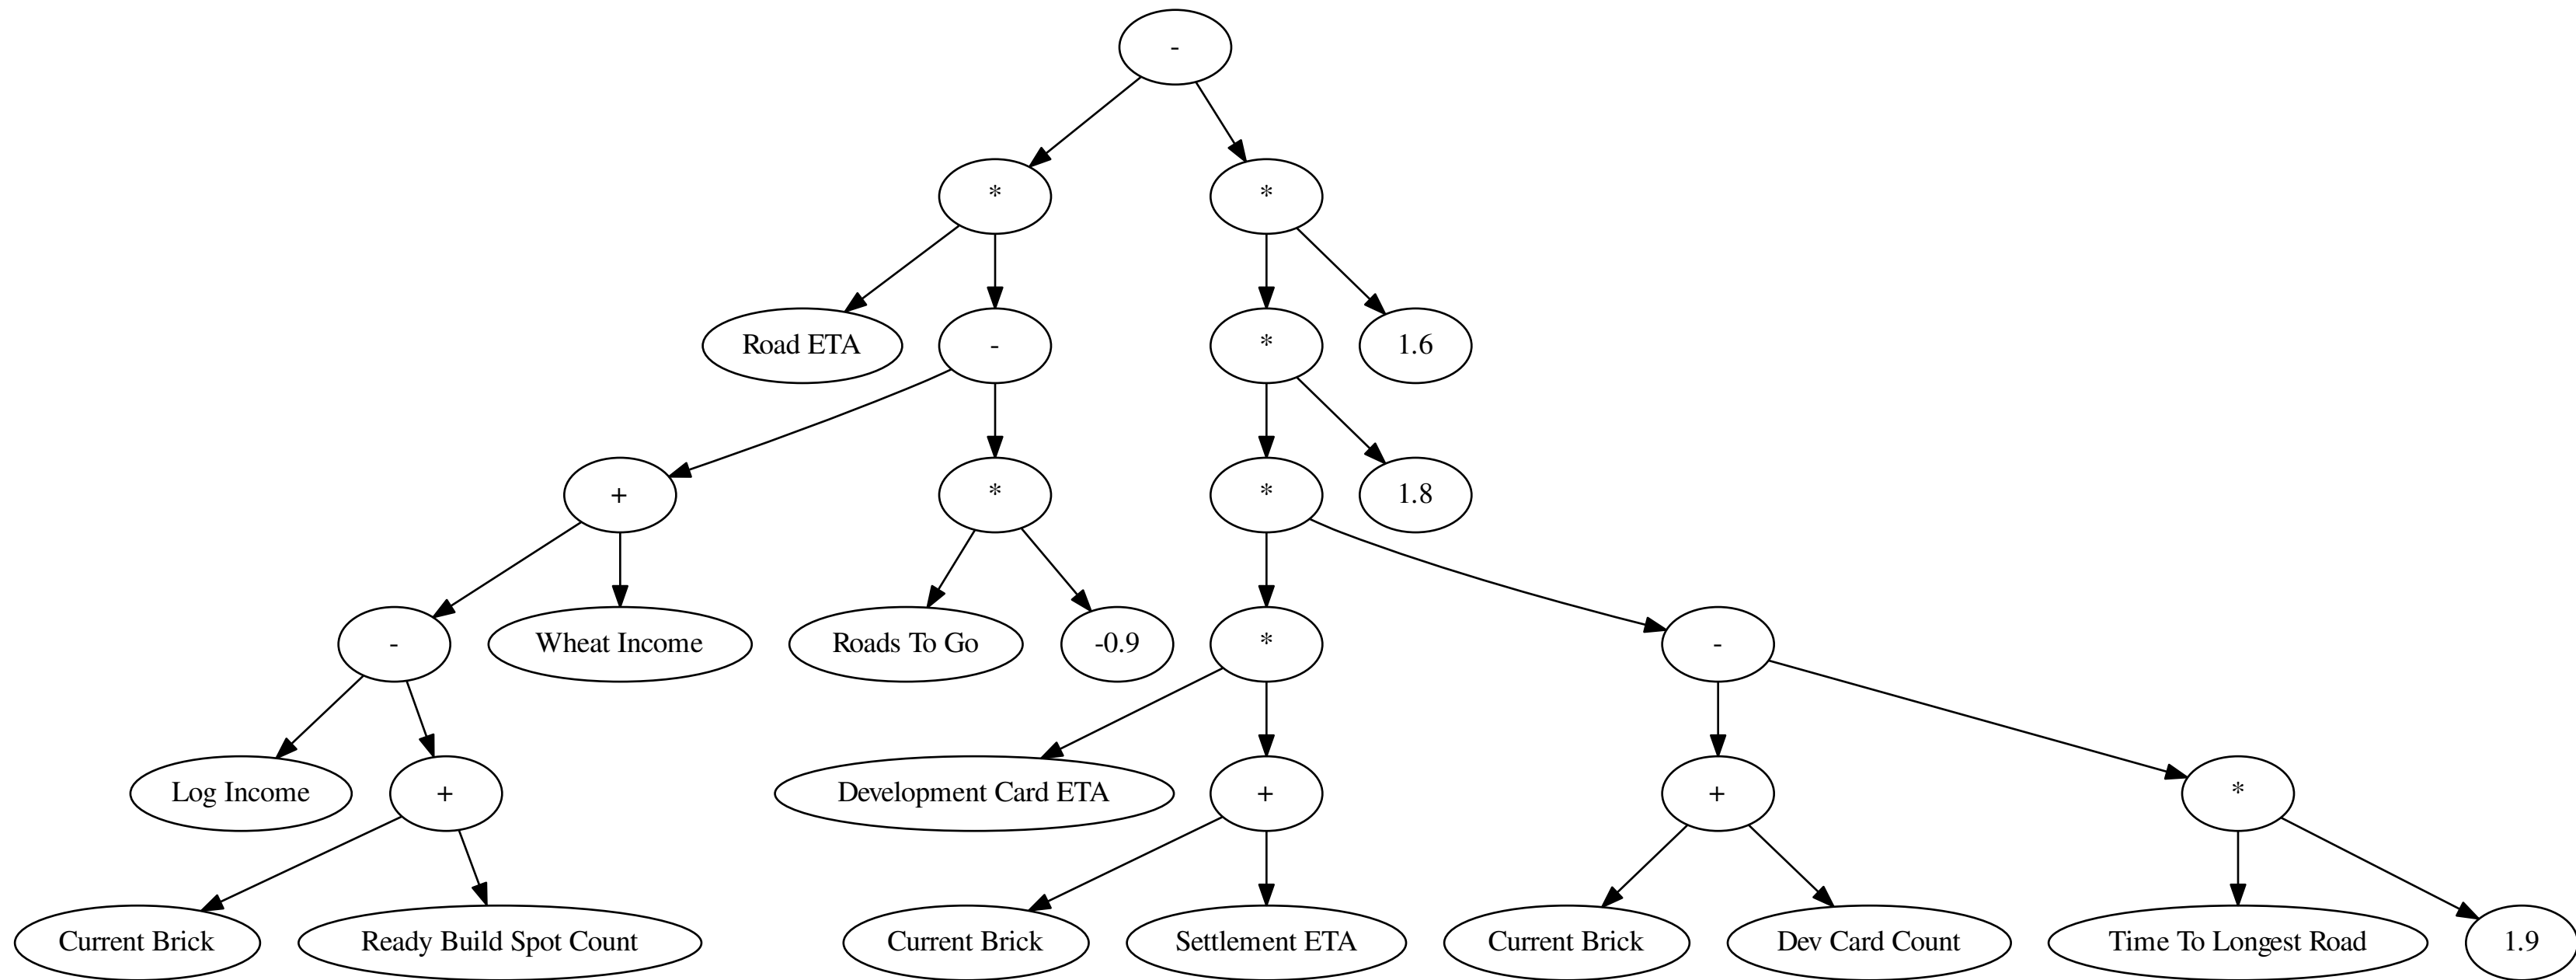 -
*
*
Road ETA
-
*
1.6
+
*
*
1.8
-
Wheat Income
Roads To Go
-0.9
*
-
Log Income
+
Development Card ETA
+
+
*
Current Brick
Ready Build Spot Count
Current Brick
Settlement ETA
Current Brick
Dev Card Count
Time To Longest Road
1.9